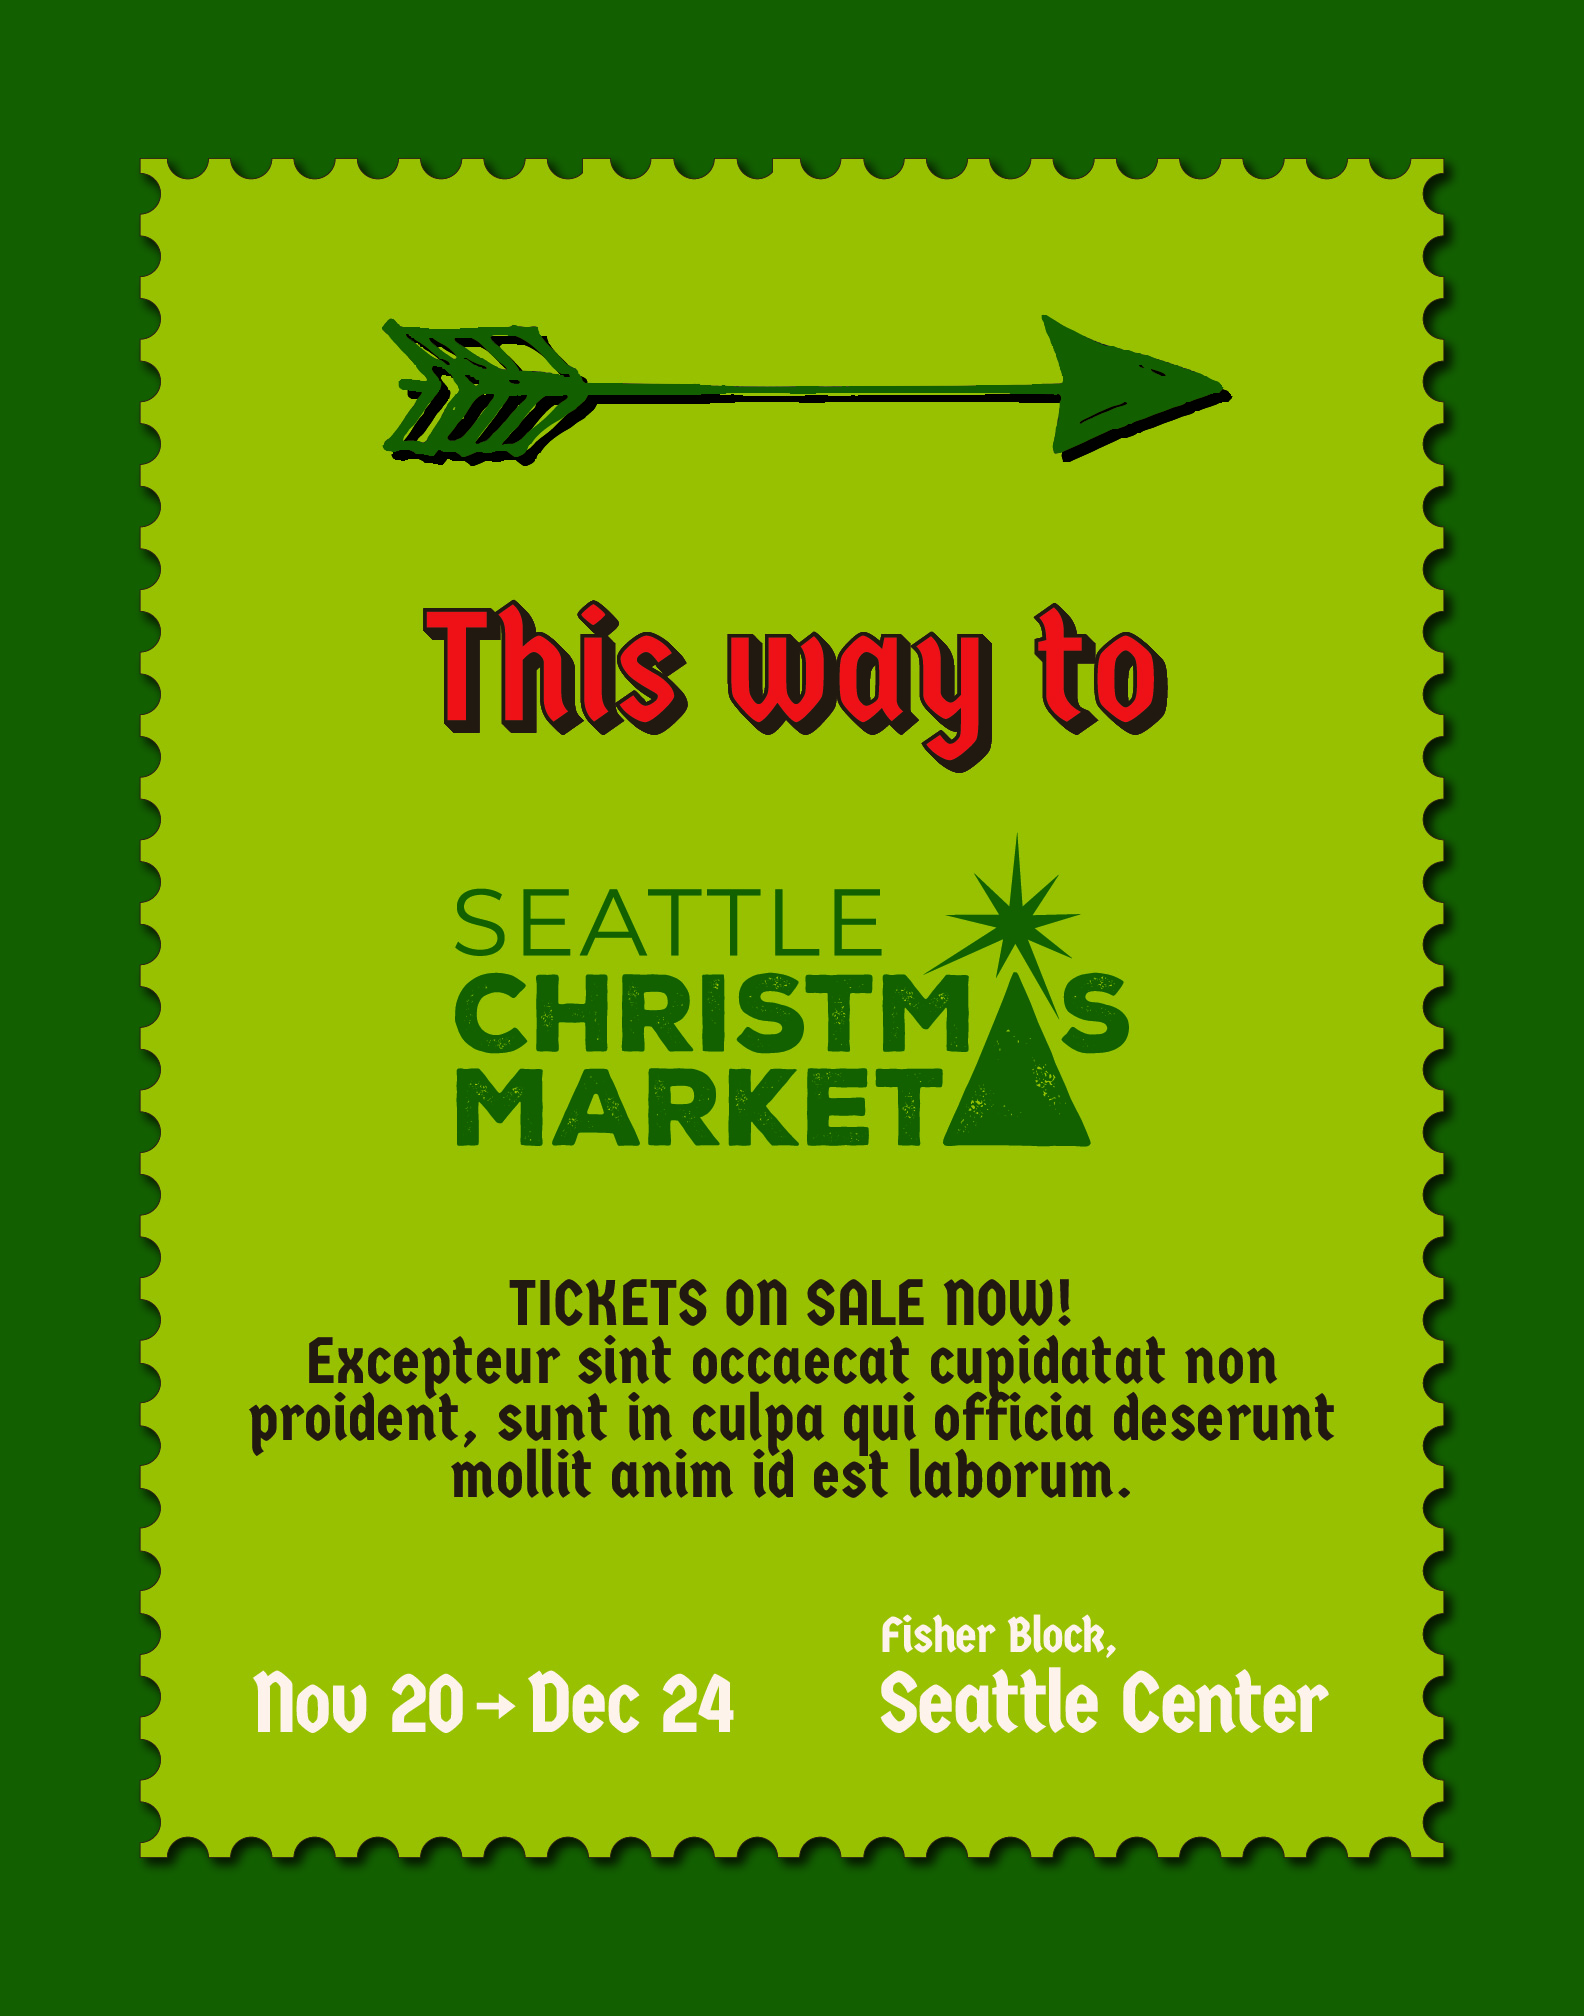 This way to
SEATTLE
CHRISTMAS
MARKET
TICKETS ON SALE NOW!
Excepteur sint occaecat cupidatat non
proident, sunt in culpa qui officia deserunt
mollit anim id est laborum.
Nov 20→Dec 24
Fisher Block,
Seattle Center